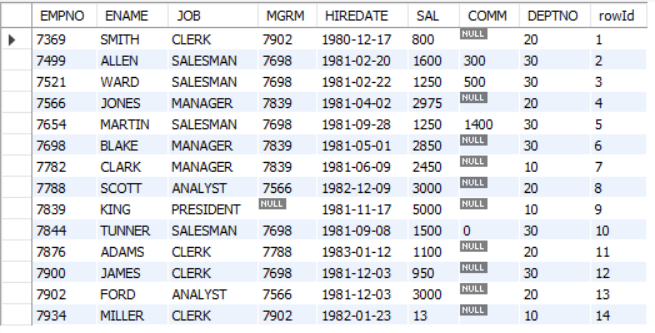 EMPNO ENAME JOB MGRM HIREDATE SAL COMM DEPTNO rowId
7369 SMITH CLERK 7902 1980-12-17 800 NULL 20 1
7499 ALLEN SALESMAN 7698 1981-02-20 1600 300 30 2
7521 WARD SALESMAN 7698 1981-02-22 1250 500 30 3
7566 JONES MANAGER 7839 1981-04-02 2975 NULL 20 4
7654 MARTIN SALESMAN 7698 1981-09-28 1250 1400 30 5
7698 BLAKE MANAGER 7839 1981-05-01 2850 NULL 30 6
7782 CLARK MANAGER 7839 1981-06-09 2450 NULL 10 7
7788 SCOTT ANALYST 7566 1982-12-09 3000 NULL 20 8
7839 KING PRESIDENT NULL 1981-11-17 5000 NULL 10 9
7844 TUNNER SALESMAN 7698 1981-09-08 1500 0 30 10
7876 ADAMS CLERK 7788 1983-01-12 1100 NULL 20 11
7900 JAMES CLERK 7698 1981-12-03 950 NULL 30 12
7902 FORD ANALYST 7566 1981-12-03 3000 NULL 20 13
7934 MILLER CLERK 7902 1982-01-23 13 NULL 10 14